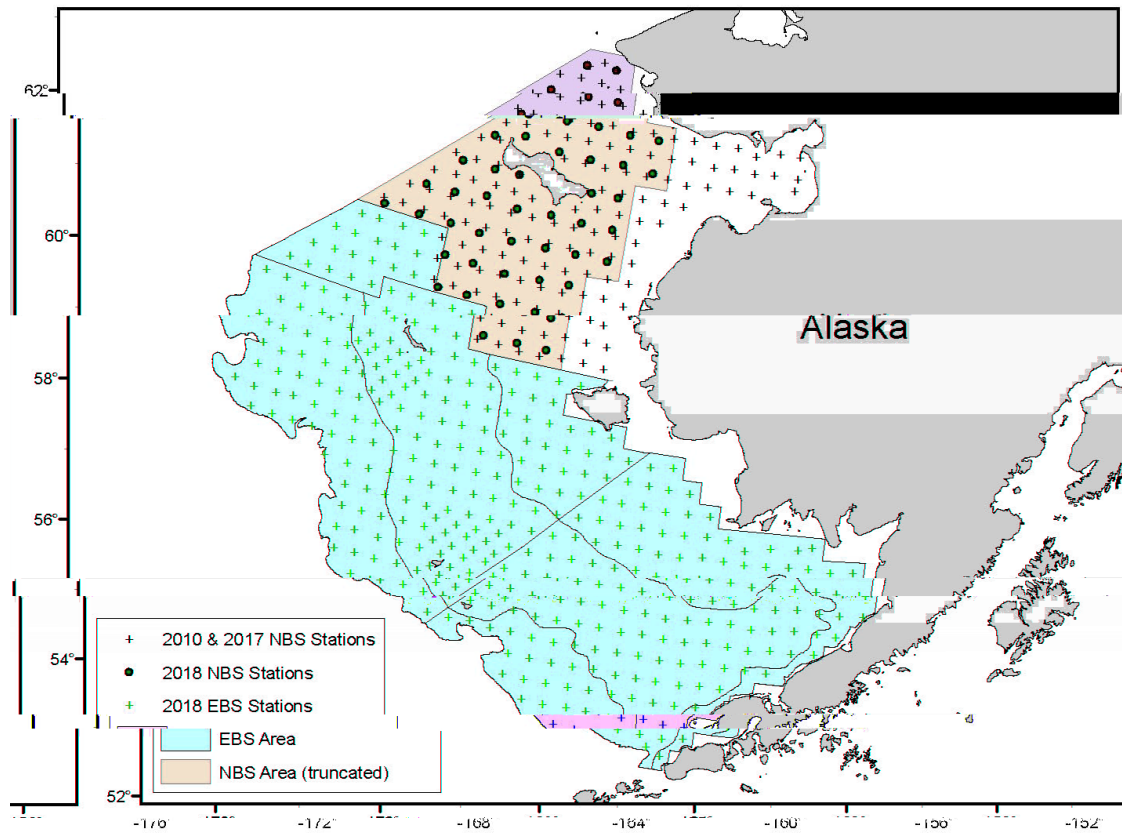 62°
60°
Alaska
58°
56°
54°
2010 & 2017 NBS Stations
2018 NBS Stations
2018 EBS Stations
EBS Area
NBS Area (truncated)
52°
-176° -172° -168° -164° -160° -156° -152°